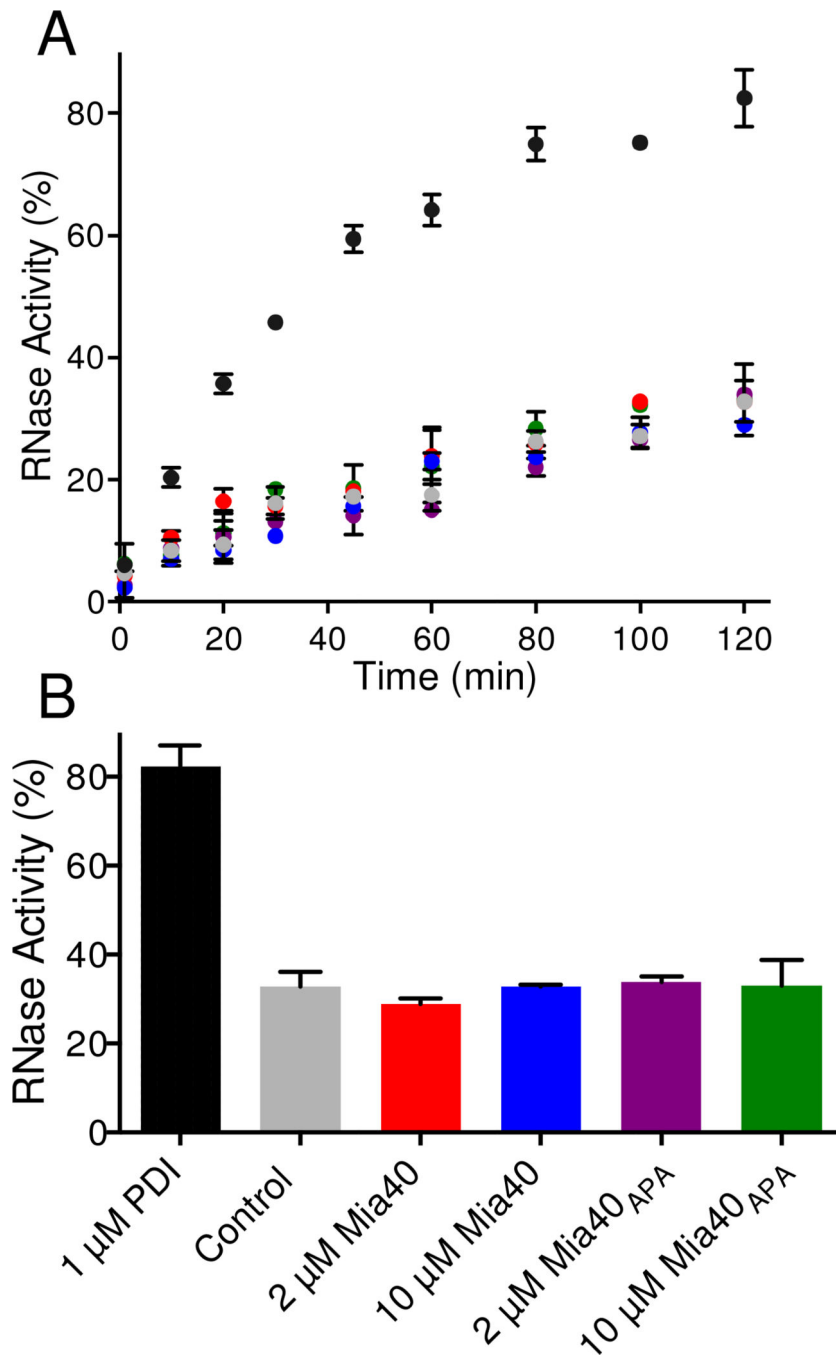 A
RNase Activity (%)
80
60
40
20
0
0 20 40 60 80 100 120
Time (min)
B
RNase Activity (%)
80
60
40
20
0
1 µM PDI
Control
2 µM Mia40
10 µM Mia40
2 µM Mia40APA
10 µM Mia40APA